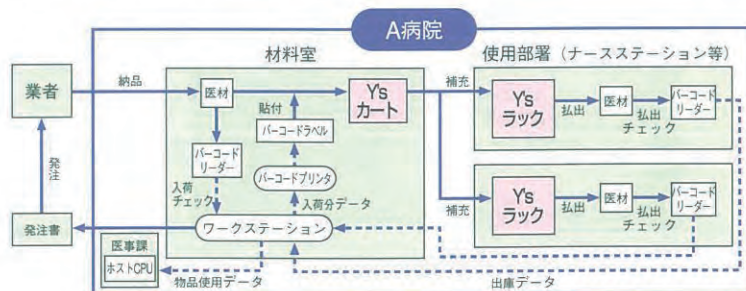 A病院
材料室
使用部署（ナースステーション等）
業者
納品
医材
貼付
バーコードラベル
Y's
カート
補充
Y's
ラック
払出
医材
払出
チェック
バーコード
リーダー
発注
バーコード
リーダー
入荷
チェック
バーコードプリンタ
入荷分データ
ワークステーション
補充
Y's
ラック
払出
医材
払出
チェック
バーコード
リーダー
発注書
医事課
ホストCPU
物品使用データ
出庫データ